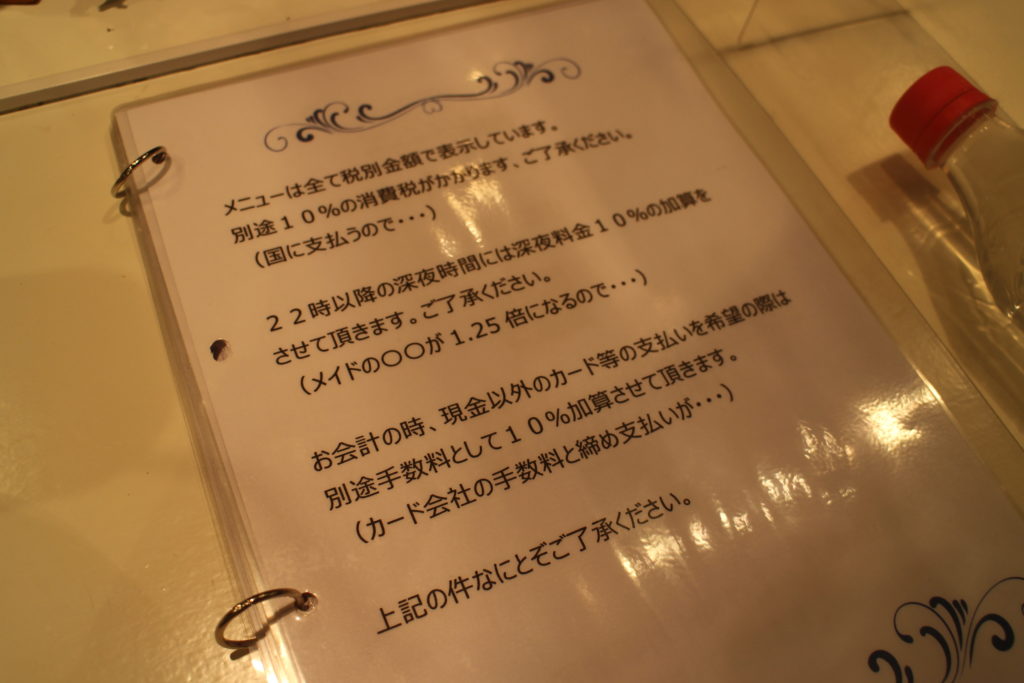 メニューは全て税別金額で表示しています。
別途１０％の消費税がかかります、ご了承ください。
（国に支払うので・・・）
２２時以降の深夜時間には深夜料金１０％の加算を
させて頂きます。ご了承ください。
（メイドの〇〇が 1.25 倍になるので・・・）
お会計の時、現金以外のカード等の支払いを希望の際は
別途手数料として１０％加算させて頂きます。
（カード会社の手数料と締め支払いが・・・）
上記の件なにとぞご了承ください。